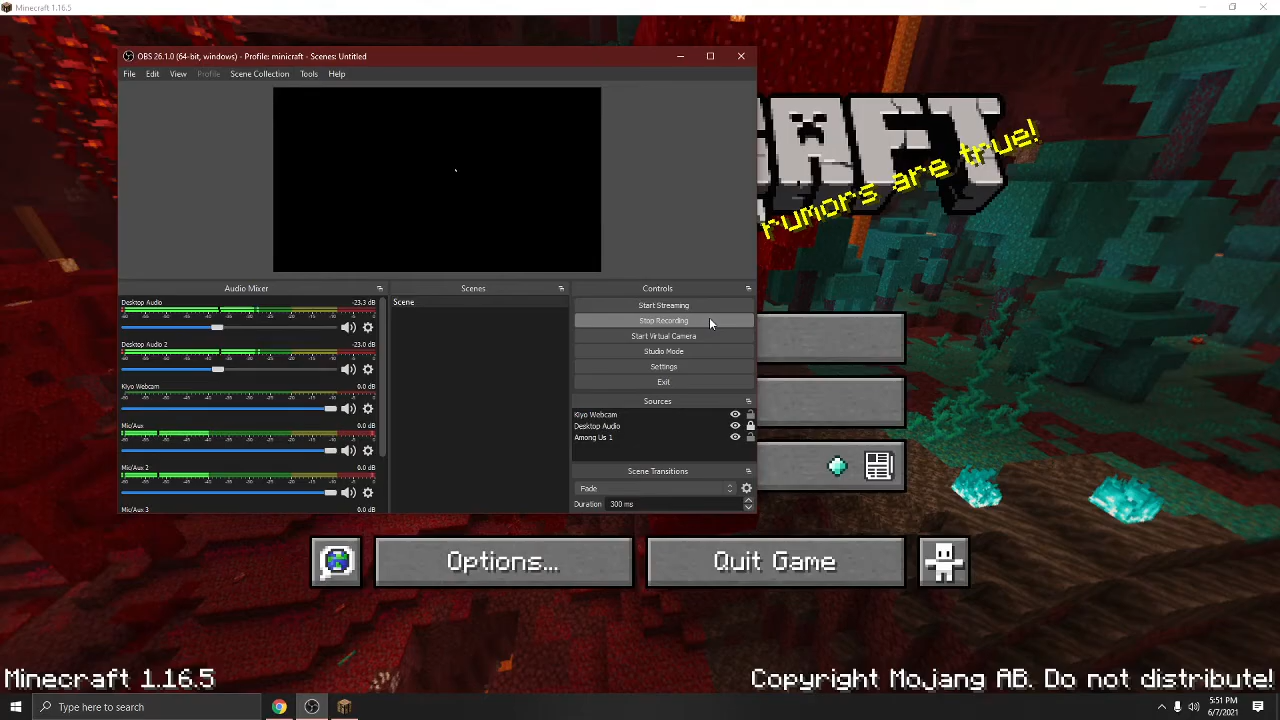 Minecraft 1.16.5
OBS 26.1.0 (64-bit, windows) - Profile: minicraft - Scenes: Untitled
File Edit View Profile Scene Collection Tools Help
CRAFT
rumors are true!
Audio Mixer
Scenes
Controls
Desktop Audio -23.3 dB
Scene
Start Streaming
Stop Recording
Start Virtual Camera
Desktop Audio 2 -23.0 dB
Studio Mode
Settings
Exit
Kiyo Webcam 0.0 dB
Sources
Kiyo Webcam
Desktop Audio
Among Us 1
Mic/Aux 0.0 dB
Mic/Aux 2 0.0 dB
Scene Transitions
Fade
Duration 300 ms
Mic/Aux 3 0.0 dB
Options...
Quit Game
Minecraft 1.16.5
Copyright Mojang AB. Do not distribute!
Type here to search
5:51 PM
6/7/2021